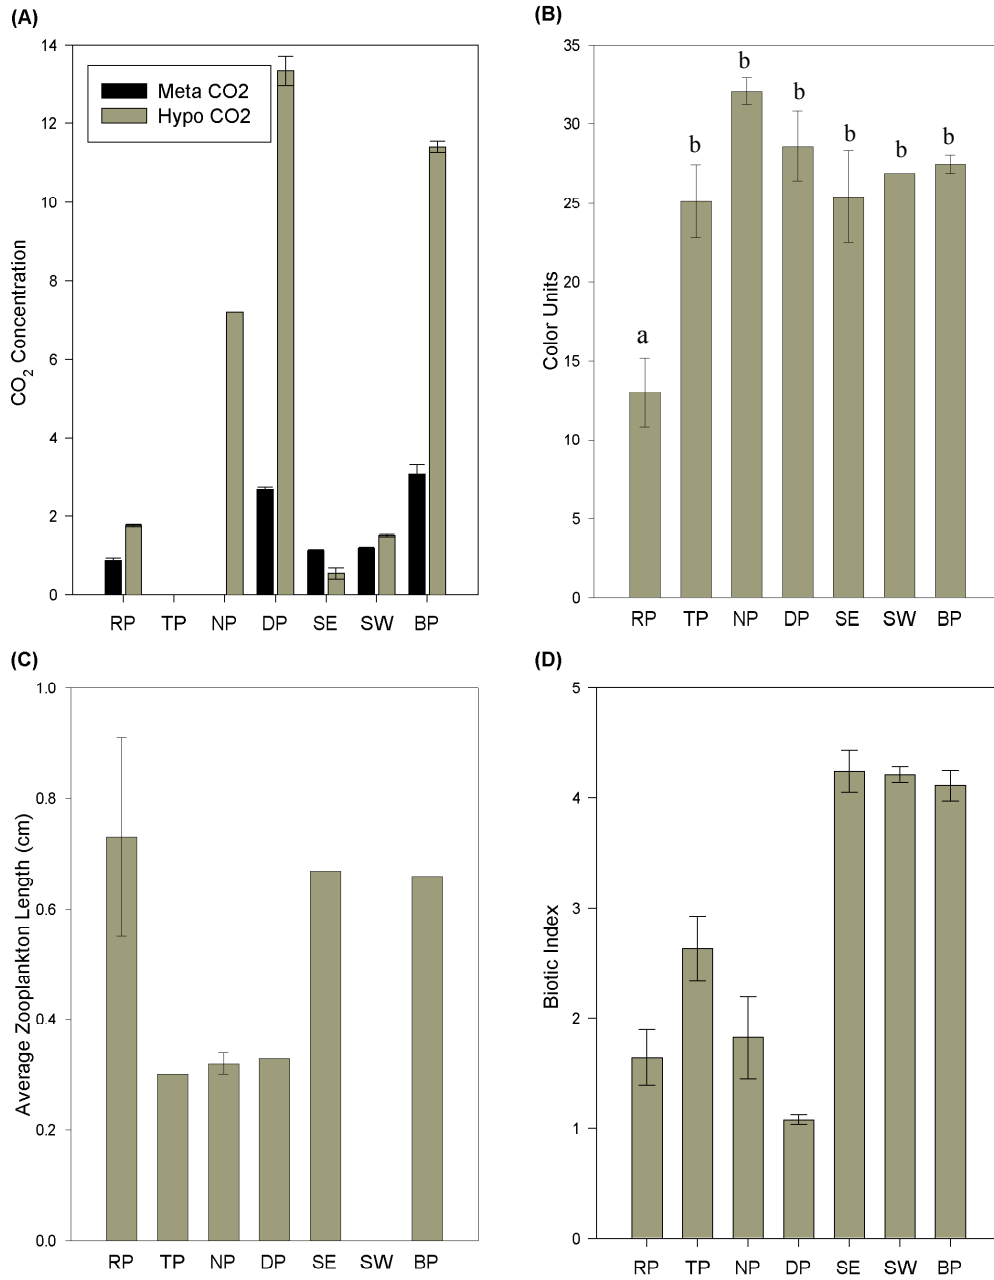 (A)
14
12
10
8
6
4
2
0
CO2 Concentration
Meta CO2
Hypo CO2
RP TP NP DP SE SW BP
(B)
35
30
25
20
15
10
5
0
Color Units
a b b b b b b
RP TP NP DP SE SW BP
(C)
1.0
0.8
0.6
0.4
0.2
0.0
Average Zooplankton Length (cm)
RP TP NP DP SE SW BP
(D)
5
4
3
2
1
0
Biotic Index
RP TP NP DP SE SW BP